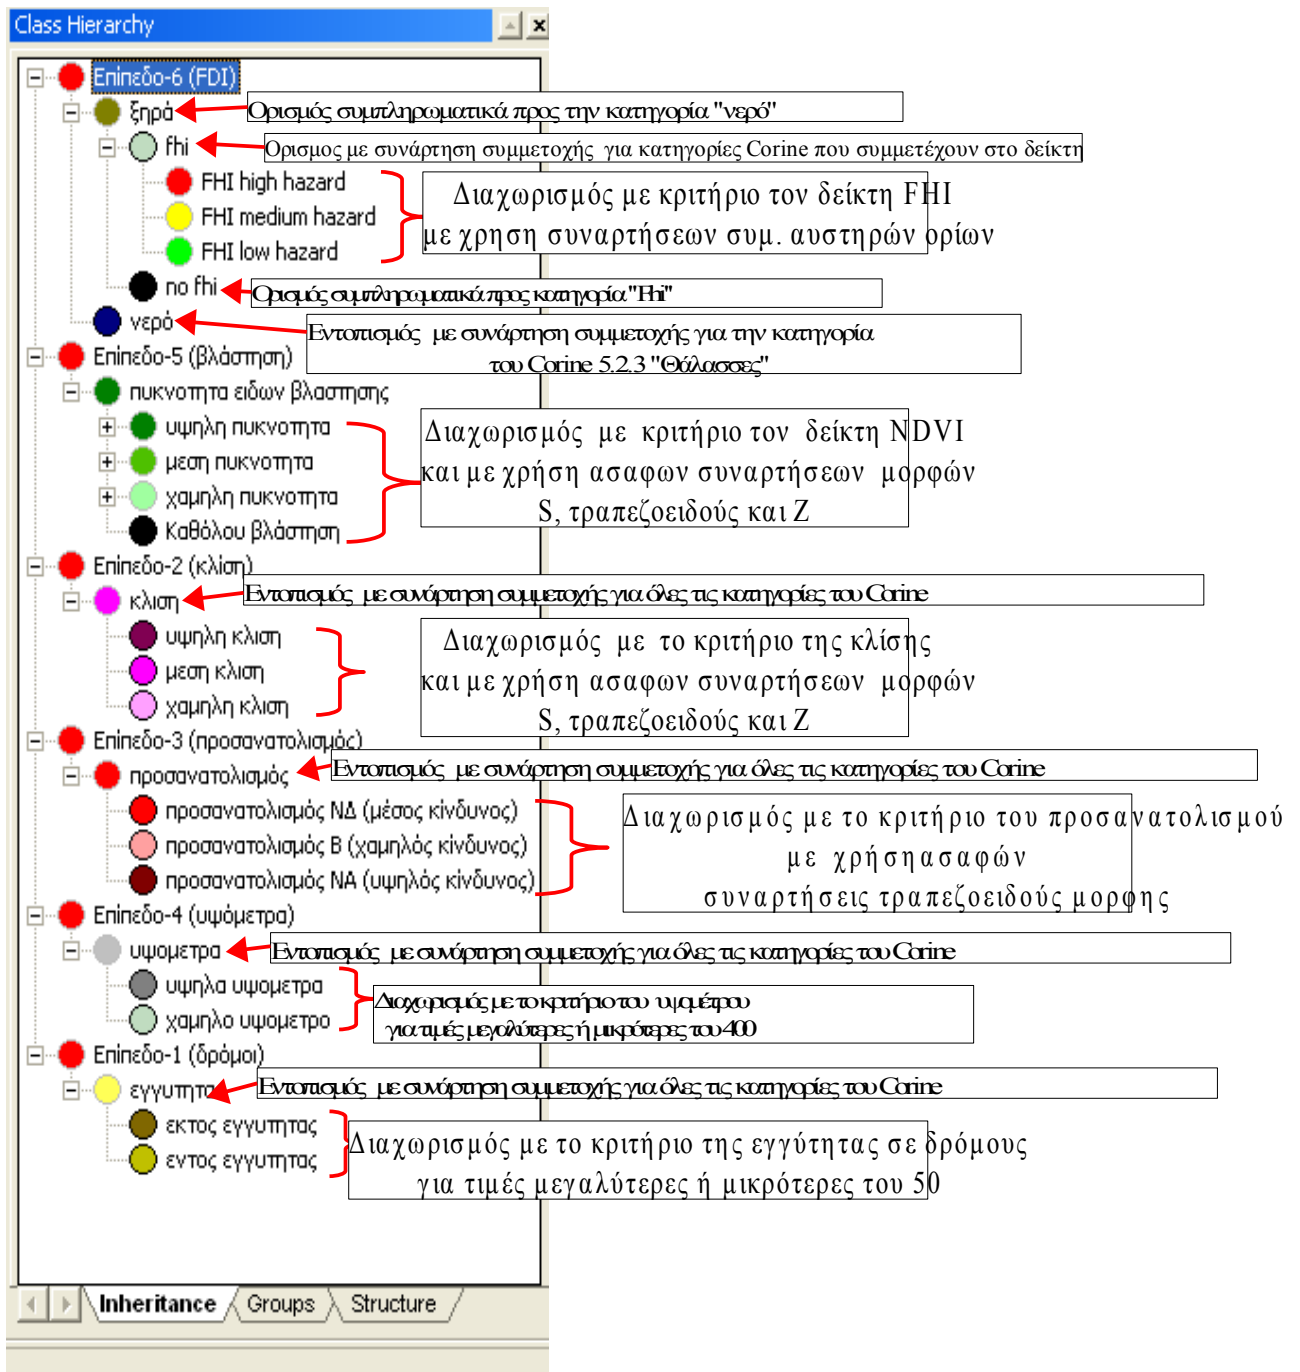 Class Hierarchy
Επίπεδο-6 (FDI)
ξηρά
Ορισμός συμπληρωματικά προς την κατηγορία "νερό"
fhi
Ορισμος με συνάρτηση συμμετοχής για κατηγορίες Corine που συμμετέχουν στο δείκτη
FHI high hazard
FHI medium hazard
FHI low hazard
Διαχωρισμός με κριτήριο τον δείκτη FHI
με χρηση συναρτήσεων συμ. αυστηρών ορίων
no fhi
Ορισμός συμπληρωματικά προς κατηγορία "Fhi"
νερό
Εντοπισμός με συνάρτηση συμμετοχής για την κατηγορία
του Corine 5.2.3 "Θάλασσες"
Επίπεδο-5 (βλάστηση)
πυκνοτητα ειδων βλαστησης
υψηλη πυκνοτητα
μεση πυκνοτητα
χαμηλη πυκνοτητα
Καθόλου βλάστηση
Διαχωρισμός με κριτήριο τον δείκτη NDVI
και με χρήση ασαφων συναρτήσεων μορφών
S, τραπεζοειδούς και Z
Επίπεδο-2 (κλίση)
κλιση
Εντοπισμός με συνάρτηση συμμετοχής για όλες τις κατηγορίες του Corine
υψηλη κλιση
μεση κλιση
χαμηλη κλιση
Διαχωρισμός με το κριτήριο της κλίσης
και με χρήση ασαφων συναρτήσεων μορφών
S, τραπεζοειδούς και Z
Επίπεδο-3 (προσανατολισμός)
προσανατολισμός
Εντοπισμός με συνάρτηση συμμετοχής για όλες τις κατηγορίες του Corine
προσανατολισμός ΝΔ (μέσος κίνδυνος)
προσανατολισμός Β (χαμηλός κίνδυνος)
προσανατολισμός ΝΑ (υψηλός κίνδυνος)
Διαχωρισμός με το κριτήριο του προσανατολισμού
με χρήσηασαφών
συναρτήσεις τραπεζοειδούς μορφης
Επίπεδο-4 (υψόμετρα)
υψομετρα
Εντοπισμός με συνάρτηση συμμετοχής για όλες τις κατηγορίες του Corine
υψηλα υψομετρα
χαμηλο υψομετρο
Διαχωρισμός με το κριτήριο του υψομέτρου
για τιμές μεγαλύτερες ή μικρότερες του 400
Επίπεδο-1 (δρόμοι)
εγγυτητα
Εντοπισμός με συνάρτηση συμμετοχής για όλες τις κατηγορίες του Corine
εκτος εγγυτητας
εντος εγγυτητας
Διαχωρισμός με το κριτήριο της εγγύτητας σε δρόμους
για τιμές μεγαλύτερες ή μικρότερες του 50
Inheritance Groups Structure